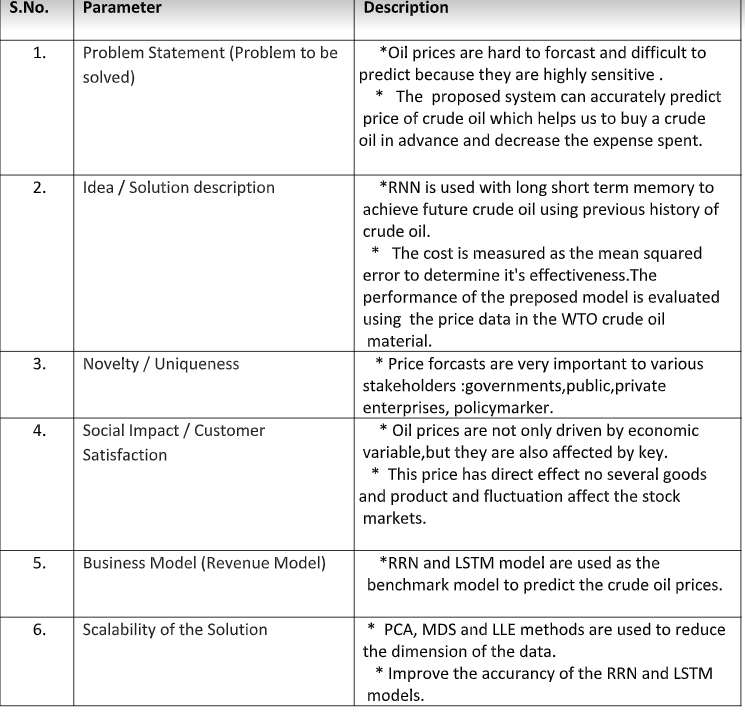 S.No. Parameter Description
1. Problem Statement (Problem to be solved)
*Oil prices are hard to forcast and difficult to
predict because they are highly sensitive .
* The proposed system can accurately predict
price of crude oil which helps us to buy a crude
oil in advance and decrease the expense spent.
2. Idea / Solution description
*RNN is used with long short term memory to
achieve future crude oil using previous history of
crude oil.
* The cost is measured as the mean squared
error to determine it's effectiveness.The
performance of the preposed model is evaluated
using the price data in the WTO crude oil
material.
3. Novelty / Uniqueness
* Price forcasts are very important to various
stakeholders :governments,public,private
enterprises, policymarker.
4. Social Impact / Customer
Satisfaction
* Oil prices are not only driven by economic
variable,but they are also affected by key.
* This price has direct effect no several goods
and product and fluctuation affect the stock
markets.
5. Business Model (Revenue Model)
*RRN and LSTM model are used as the
benchmark model to predict the crude oil prices.
6. Scalability of the Solution
* PCA, MDS and LLE methods are used to reduce
the dimension of the data.
* Improve the accurancy of the RRN and LSTM
models.